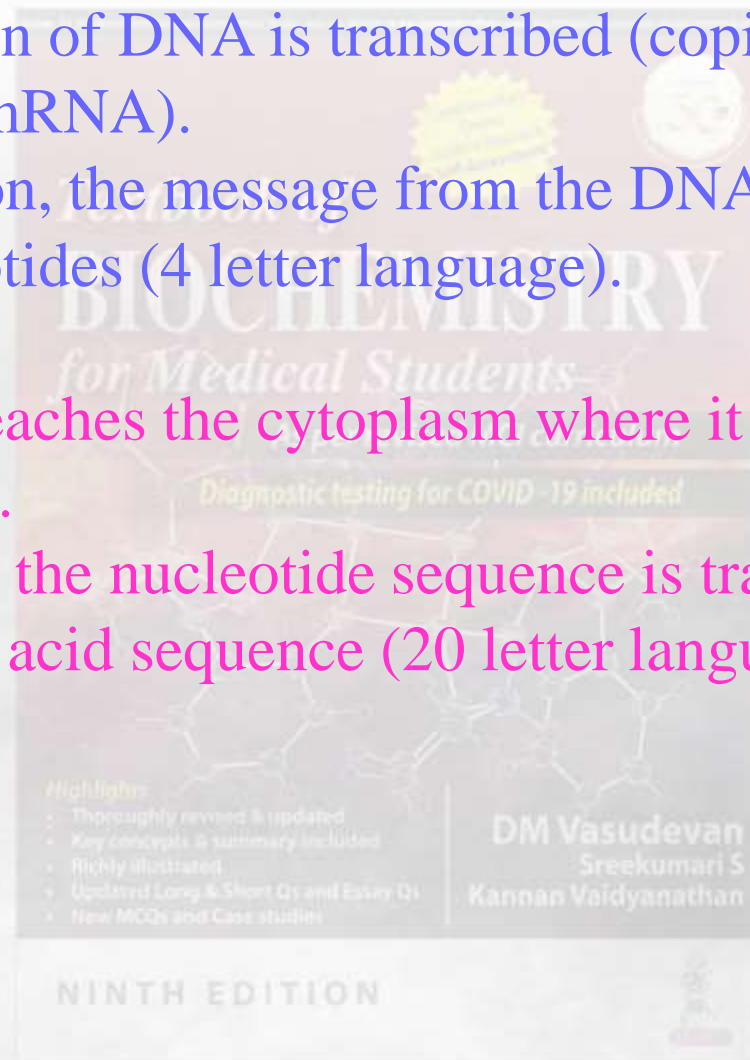 n of DNA is transcribed (copi
nRNA).
on, the message from the DNA
Textbook of
otides (4 letter language).
BIOCHEMISTRY
for Medical Students
eaches the cytoplasm where it
Diagnostic testing for COVID -19 included
.
the nucleotide sequence is tra
acid sequence (20 letter langu
Highlights
• Thoroughly revised & updated
• Key concepts & summary included
• Richly illustrated
• Updated Long & Short Qs and Essay Qs
• New MCQs and Case studies
DM Vasudevan
Sreekumari S
Kannan Vaidyanathan
NINTH EDITION